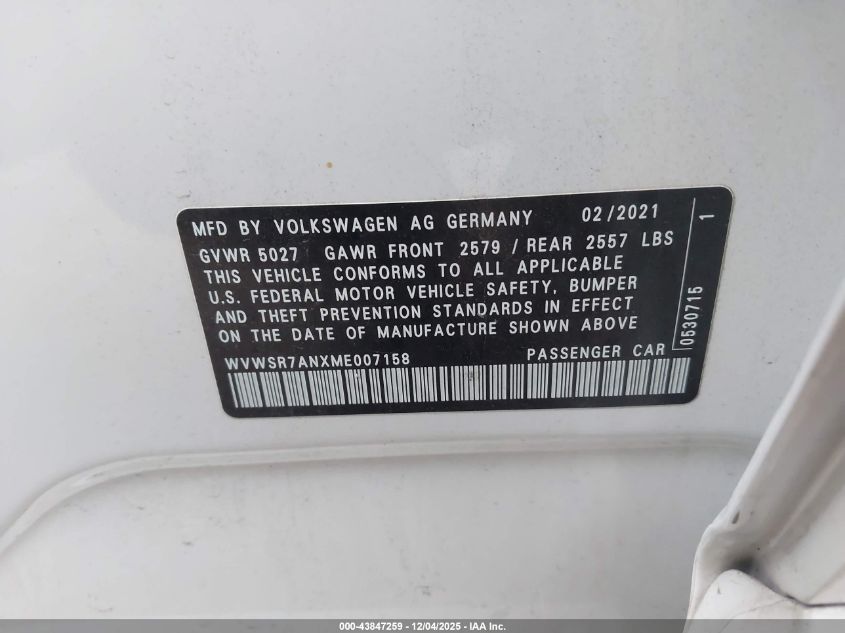 MFD BY VOLKSWAGEN AG GERMANY 02/2021
GVWR 5027 GAWR FRONT 2579 / REAR 2557 LBS
THIS VEHICLE CONFORMS TO ALL APPLICABLE
U.S. FEDERAL MOTOR VEHICLE SAFETY, BUMPER
AND THEFT PREVENTION STANDARDS IN EFFECT
ON THE DATE OF MANUFACTURE SHOWN ABOVE
WVWSR7ANXME007158 PASSENGER CAR
0530715 1
000-43847259 - 12/04/2025 - IAA Inc.